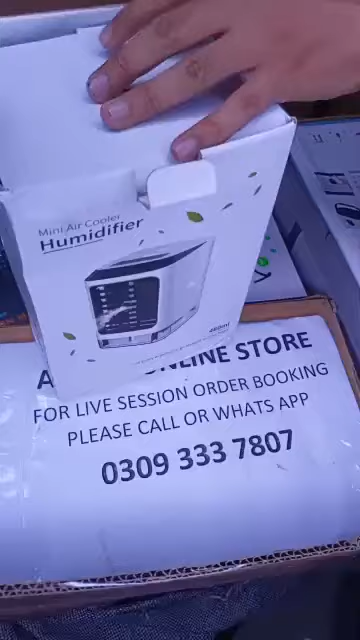 Mini Air Cooler
Humidifier
ONLINE STORE
FOR LIVE SESSION ORDER BOOKING
PLEASE CALL OR WHATS APP
0309 333 7807